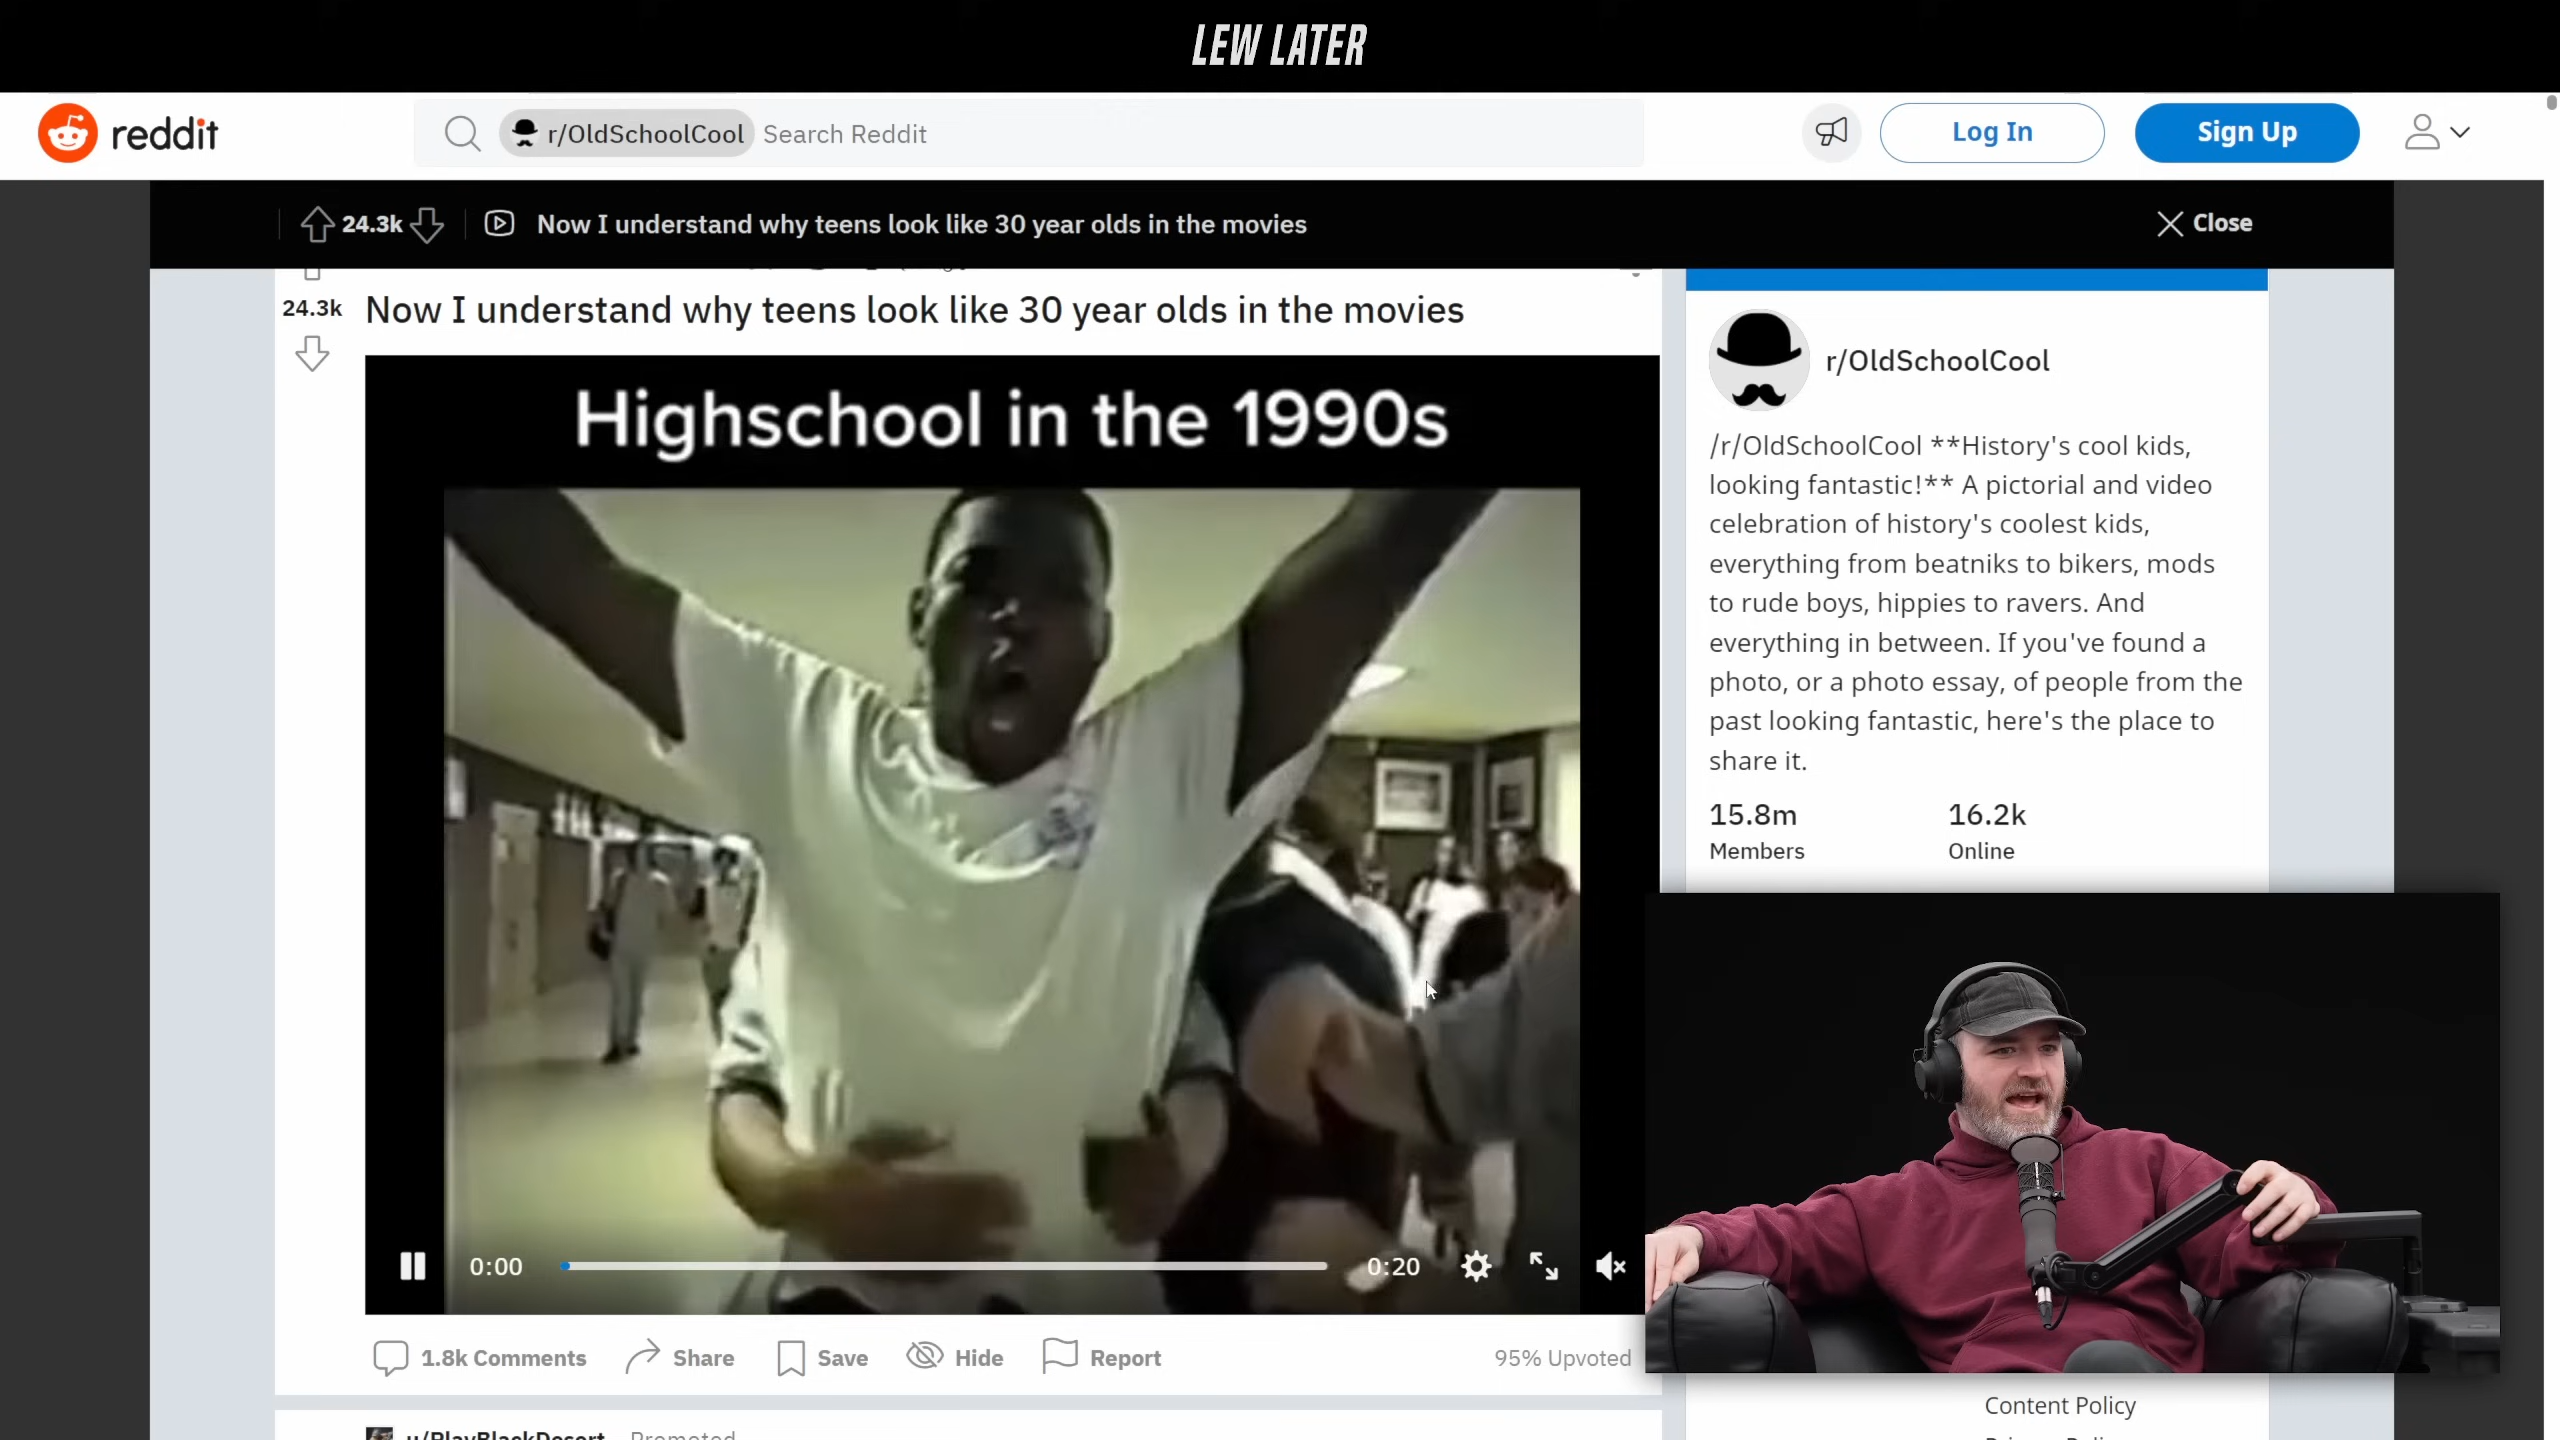 LEW LATER
reddit
r/OldSchoolCool Search Reddit
Log In
Sign Up
24.3k
Now I understand why teens look like 30 year olds in the movies
Close
24.3k
Now I understand why teens look like 30 year olds in the movies
Highschool in the 1990s
0:00
0:20
1.8k Comments
Share
Save
Hide
Report
95% Upvoted
r/OldSchoolCool
/r/OldSchoolCool **History's cool kids,
looking fantastic!** A pictorial and video
celebration of history's coolest kids,
everything from beatniks to bikers, mods
to rude boys, hippies to ravers. And
everything in between. If you've found a
photo, or a photo essay, of people from the
past looking fantastic, here's the place to
share it.
15.8m
Members
16.2k
Online
Content Policy
u/PlayBlackDesert Promoted